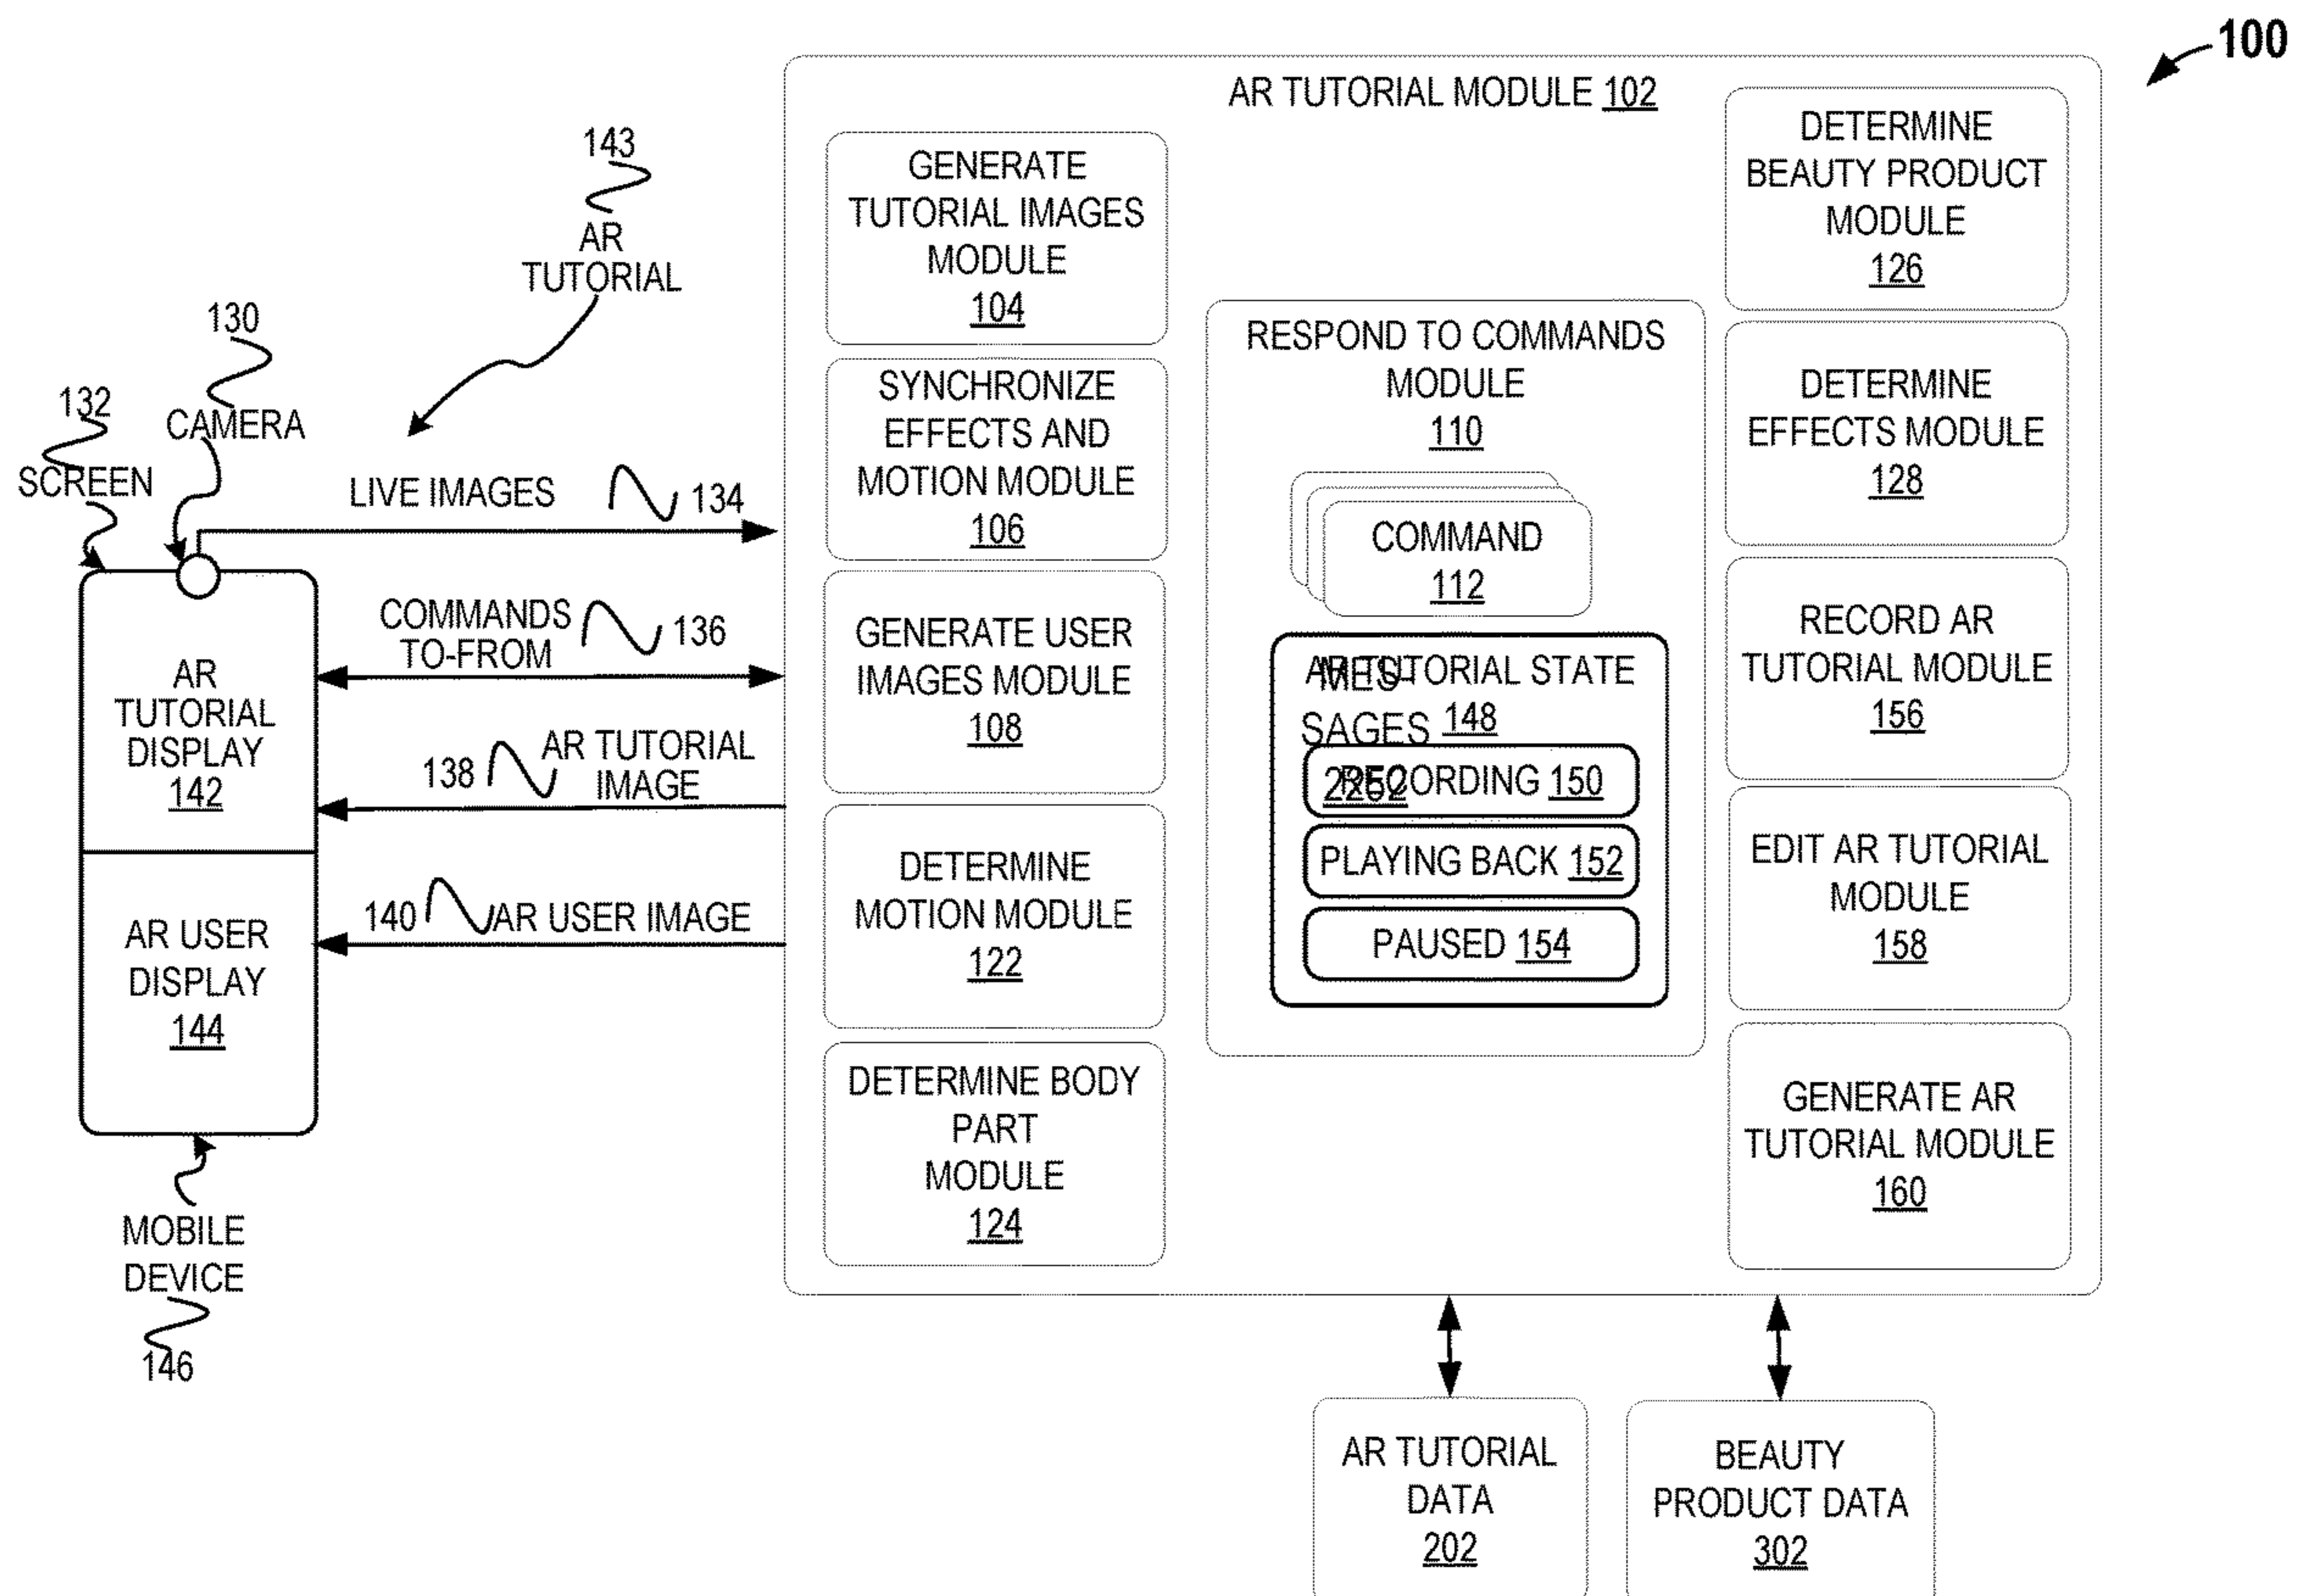 100
143
AR
TUTORIAL
130
CAMERA
132
SCREEN
LIVE IMAGES
134
COMMANDS
TO-FROM
136
138
AR TUTORIAL
IMAGE
140
AR USER IMAGE
AR
TUTORIAL
DISPLAY
142
AR USER
DISPLAY
144
MOBILE
DEVICE
146
AR TUTORIAL MODULE 102
GENERATE
TUTORIAL IMAGES
MODULE
104
SYNCHRONIZE
EFFECTS AND
MOTION MODULE
106
GENERATE USER
IMAGES MODULE
108
DETERMINE
MOTION MODULE
122
DETERMINE BODY
PART
MODULE
124
RESPOND TO COMMANDS
MODULE
110
COMMAND
112
AR TUTORIAL STATE
148
MES-
SAGES
RECORDING 150
PLAYING BACK 152
PAUSED 154
DETERMINE
BEAUTY PRODUCT
MODULE
126
DETERMINE
EFFECTS MODULE
128
RECORD AR
TUTORIAL MODULE
156
EDIT AR TUTORIAL
MODULE
158
GENERATE AR
TUTORIAL MODULE
160
AR TUTORIAL
DATA
202
BEAUTY
PRODUCT DATA
302